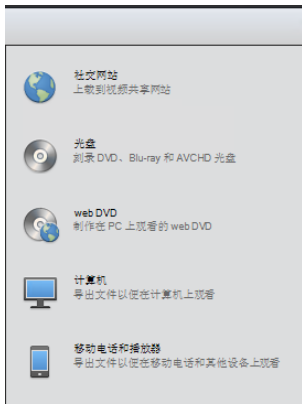 社交网站
上载到视频共享网站
光盘
刻录 DVD、Blu-ray 和 AVCHD 光盘
web DVD
制作在 PC 上观看的 web DVD
计算机
导出文件以便在计算机上观看
移动电话和播放器
导出文件以便在移动电话和其他设备上观看